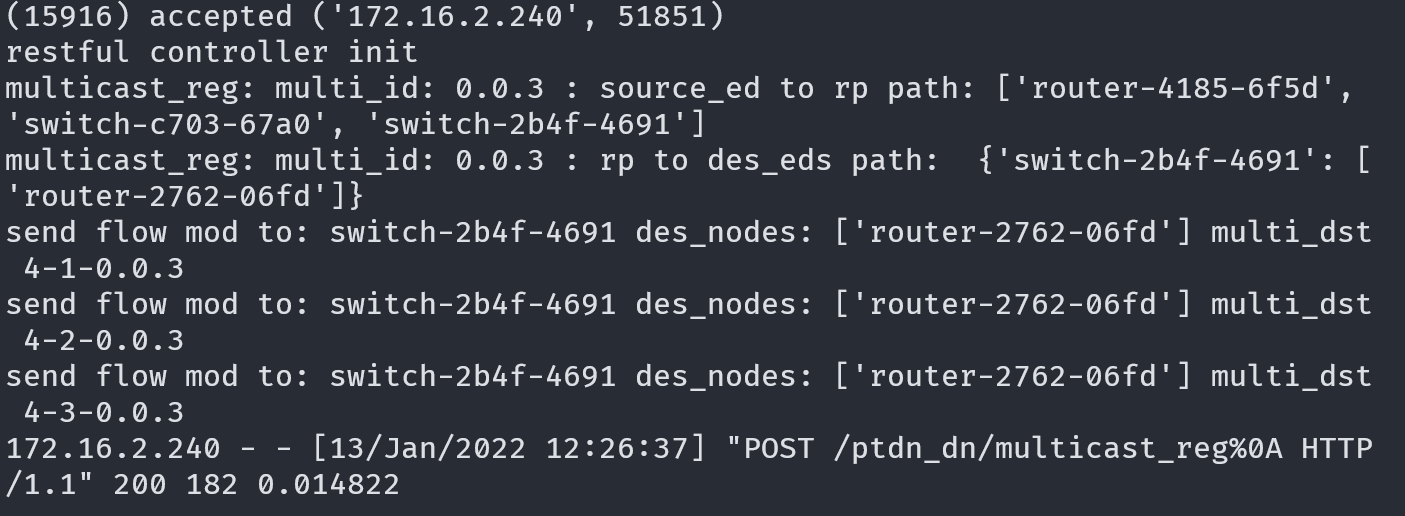 (15916) accepted ('172.16.2.240', 51851)
restful controller init
multicast_reg: multi_id: 0.0.3 : source_ed to rp path: ['router-4185-6f5d',
'switch-c703-67a0', 'switch-2b4f-4691']
multicast_reg: multi_id: 0.0.3 : rp to des_eds path:  {'switch-2b4f-4691': [
'router-2762-06fd']}
send flow mod to: switch-2b4f-4691 des_nodes: ['router-2762-06fd'] multi_dst
 4-1-0.0.3
send flow mod to: switch-2b4f-4691 des_nodes: ['router-2762-06fd'] multi_dst
 4-2-0.0.3
send flow mod to: switch-2b4f-4691 des_nodes: ['router-2762-06fd'] multi_dst
 4-3-0.0.3
172.16.2.240 - - [13/Jan/2022 12:26:37] "POST /ptdn_dn/multicast_reg%0A HTTP
/1.1" 200 182 0.014822